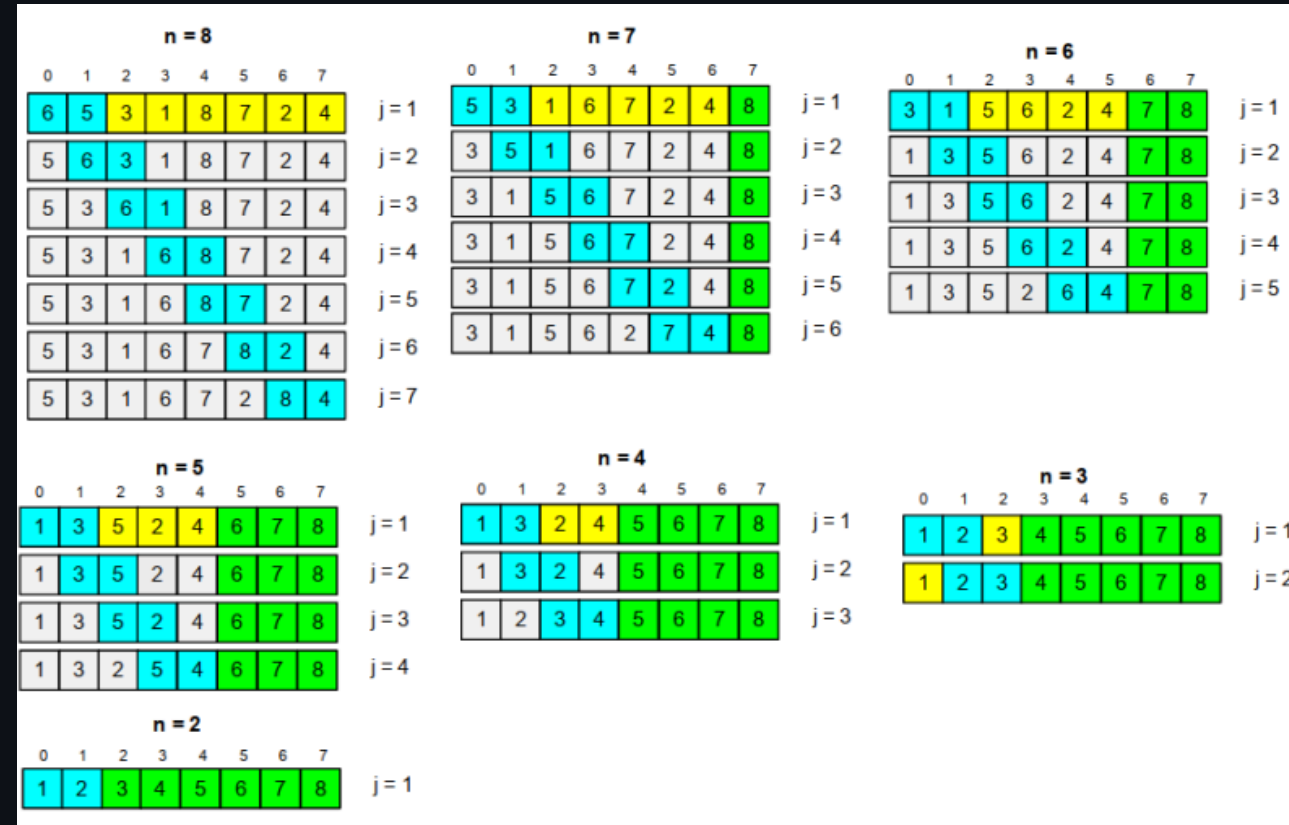 n = 8
0 1 2 3 4 5 6 7
6 5 3 1 8 7 2 4 j = 1
5 6 3 1 8 7 2 4 j = 2
5 3 6 1 8 7 2 4 j = 3
5 3 1 6 8 7 2 4 j = 4
5 3 1 6 8 7 2 4 j = 5
5 3 1 6 7 8 2 4 j = 6
5 3 1 6 7 2 8 4 j = 7
n = 7
0 1 2 3 4 5 6 7
5 3 1 6 7 2 4 8 j = 1
3 5 1 6 7 2 4 8 j = 2
3 1 5 6 7 2 4 8 j = 3
3 1 5 6 7 2 4 8 j = 4
3 1 5 6 7 2 4 8 j = 5
3 1 5 6 2 7 4 8 j = 6
n = 6
0 1 2 3 4 5 6 7
3 1 5 6 2 4 7 8 j = 1
1 3 5 6 2 4 7 8 j = 2
1 3 5 6 2 4 7 8 j = 3
1 3 5 6 2 4 7 8 j = 4
1 3 5 2 6 4 7 8 j = 5
n = 5
0 1 2 3 4 5 6 7
1 3 5 2 4 6 7 8 j = 1
1 3 5 2 4 6 7 8 j = 2
1 3 5 2 4 6 7 8 j = 3
1 3 2 5 4 6 7 8 j = 4
n = 4
0 1 2 3 4 5 6 7
1 3 2 4 5 6 7 8 j = 1
1 3 2 4 5 6 7 8 j = 2
1 2 3 4 5 6 7 8 j = 3
n = 3
0 1 2 3 4 5 6 7
1 2 3 4 5 6 7 8 j = 1
1 2 3 4 5 6 7 8 j = 2
n = 2
0 1 2 3 4 5 6 7
1 2 3 4 5 6 7 8 j = 1